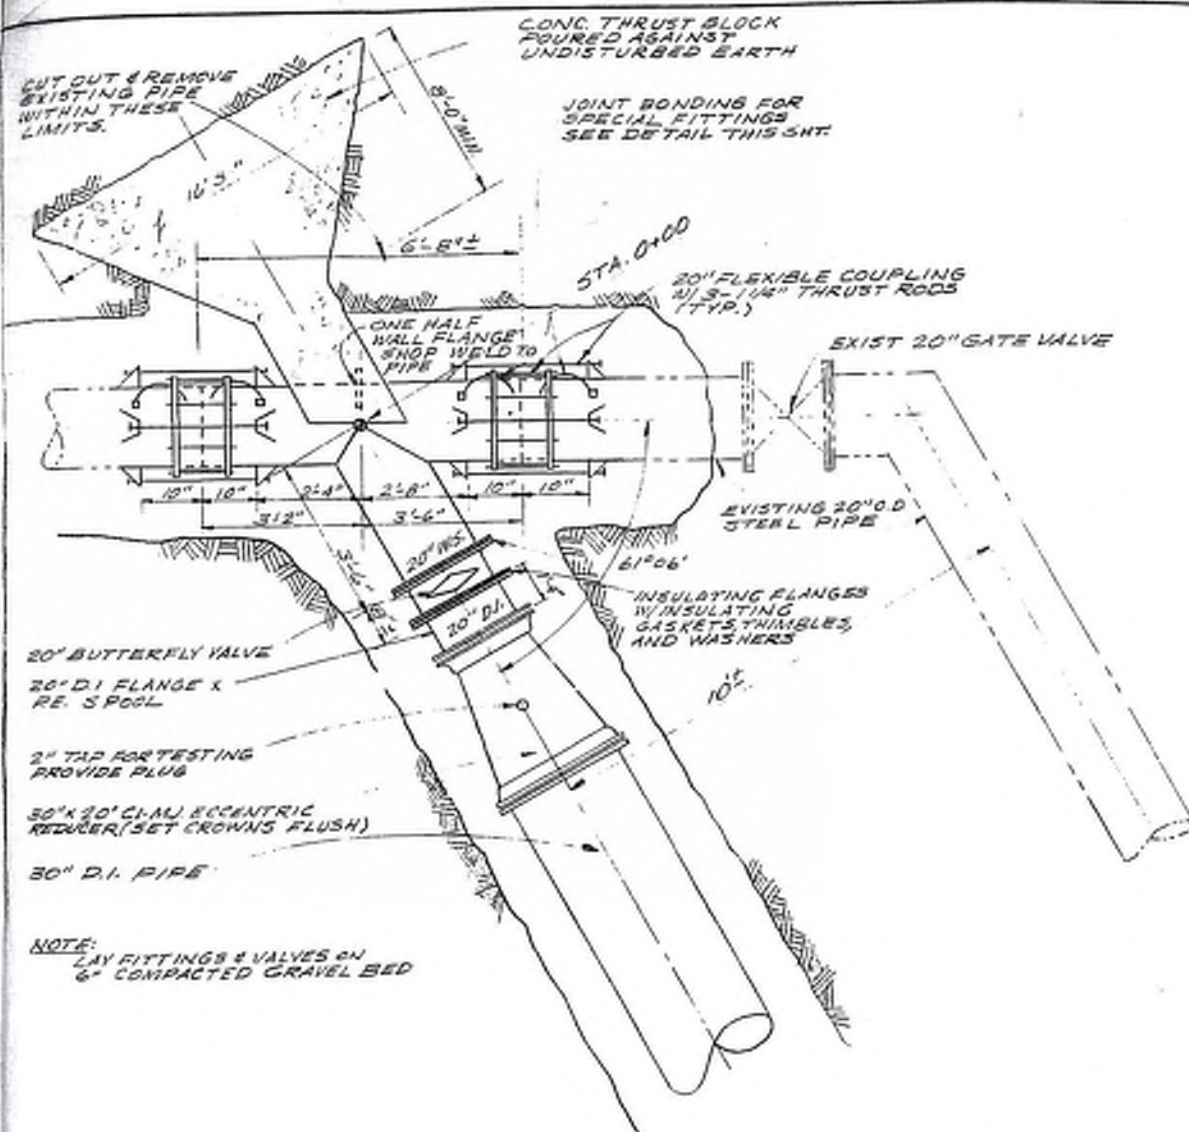 CONC. THRUST BLOCK
POURED AGAINST
UNDISTURBED EARTH
CUT OUT & REMOVE
EXISTING PIPE
WITHIN THESE
LIMITS.
JOINT BONDING FOR
SPECIAL FITTINGS
SEE DETAIL THIS SHT.
8'-0" MIN.
16'-3"
6'-8"±
STA. 0+00
20" FLEXIBLE COUPLING
W/ 3-1 1/4" THRUST RODS
(TYP.)
ONE HALF
WALL FLANGE
SHOP WELD TO
PIPE
EXIST 20" GATE VALVE
10" 10" 2'-4" 2'-8" 10" 10"
3'-2" 3'-6"
EXISTING 20" O.D
STEEL PIPE
20" W.S.
61°06'
INSULATING FLANGES
W/ INSULATING
GASKETS, THIMBLES,
AND WASHERS
20" D.I.
20" BUTTERFLY VALVE
20" D.I FLANGE x
P.E. SPOOL
10'±
2" TAP FOR TESTING
PROVIDE PLUG
30" x 20" C.I.-M.J. ECCENTRIC
REDUCER (SET CROWNS FLUSH)
30" D.I. PIPE
NOTE:
LAY FITTINGS & VALVES ON
6" COMPACTED GRAVEL BED